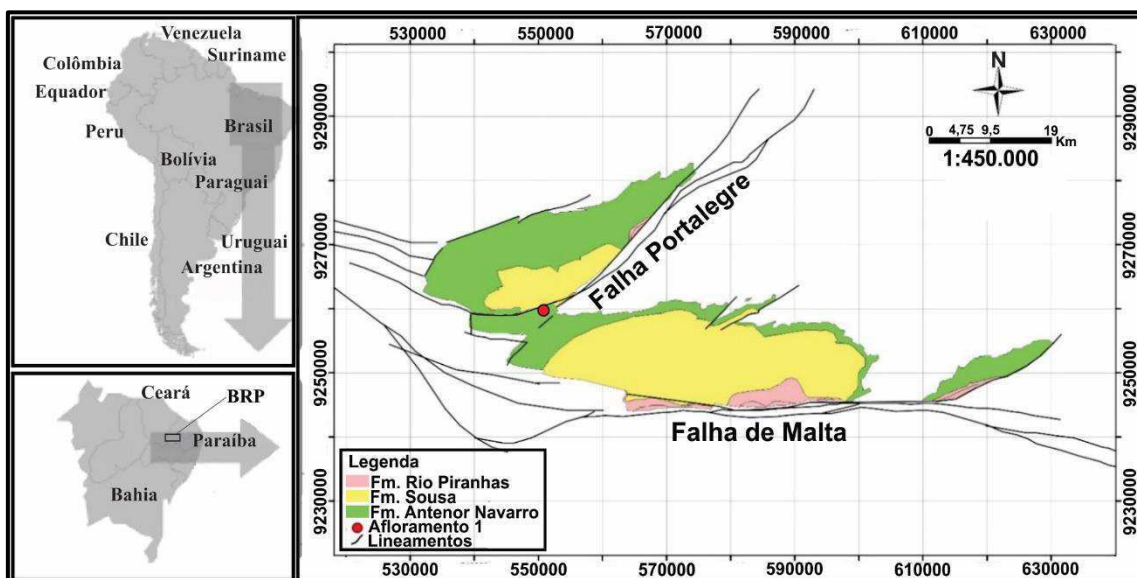 Venezuela
Suriname
Colômbia
Equador
Peru
Brasil
Bolívia
Paraguai
Chile
Uruguai
Argentina
Ceará
BRP
Paraíba
Bahia
530000 550000 570000 590000 610000 630000
9290000
9270000
9250000
9230000
N
0 4,75 9,5 19
Km
1:450.000
Falha Portalegre
Falha de Malta
Legenda
Fm. Rio Piranhas
Fm. Sousa
Fm. Antenor Navarro
Afloramento 1
Lineamentos
9290000
9270000
9250000
9230000
530000 550000 570000 590000 610000 630000